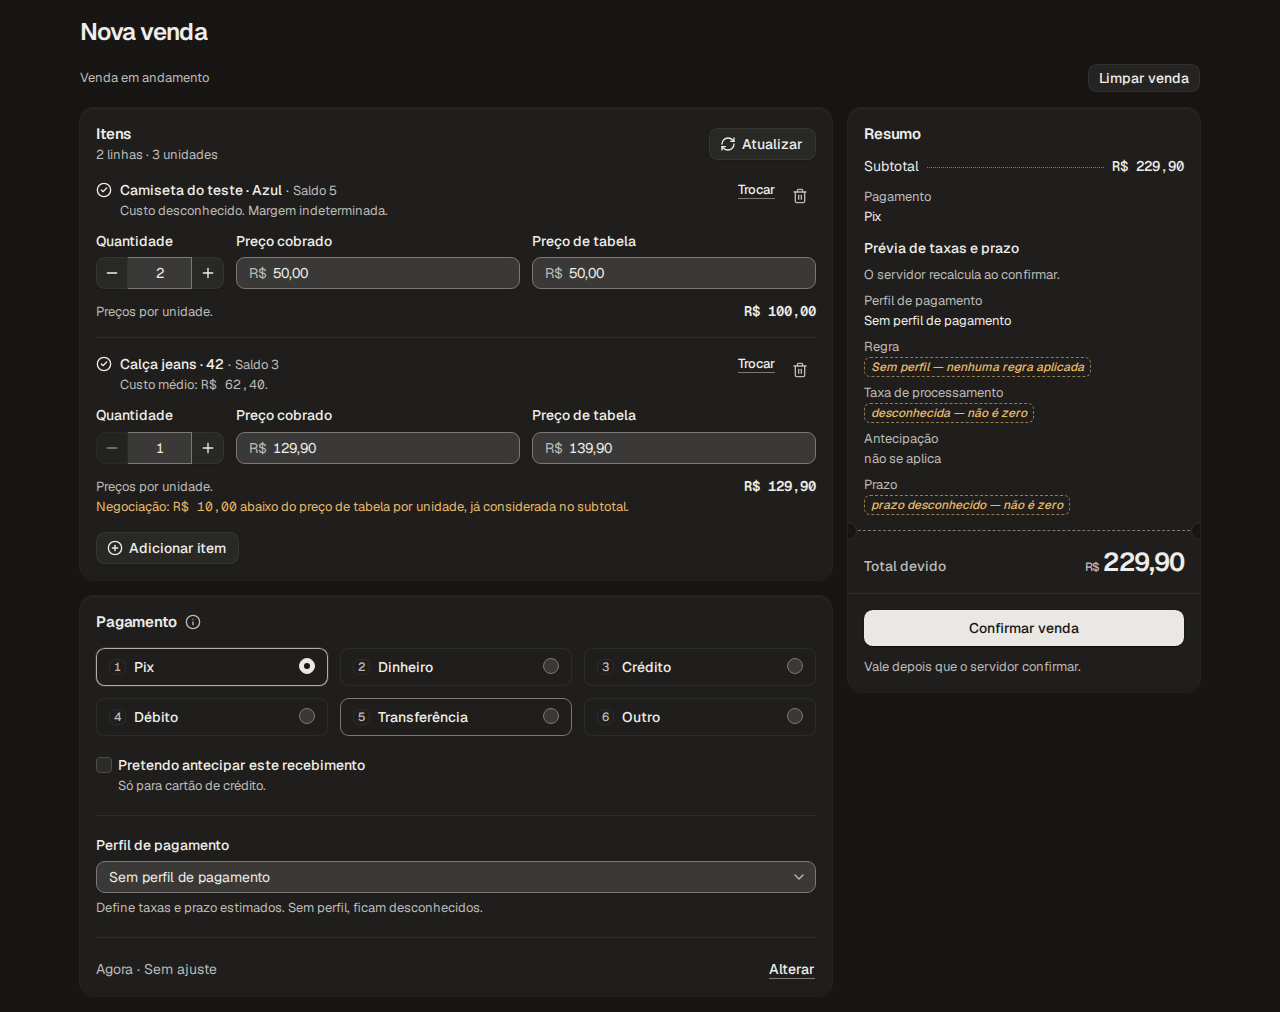 Nova venda
Venda em andamento
Limpar venda
Itens
2 linhas · 3 unidades
Atualizar
Camiseta do teste · Azul · Saldo 5
Trocar
Custo desconhecido. Margem indeterminada.
Quantidade
Preço cobrado
Preço de tabela
2
R$ 50,00
R$ 50,00
Preços por unidade.
R$ 100,00
Calça jeans · 42 · Saldo 3
Trocar
Custo médio: R$ 62,40.
Quantidade
Preço cobrado
Preço de tabela
1
R$ 129,90
R$ 139,90
Preços por unidade.
R$ 129,90
Negociação: R$ 10,00 abaixo do preço de tabela por unidade, já considerada no subtotal.
Adicionar item
Pagamento
1 Pix
2 Dinheiro
3 Crédito
4 Débito
5 Transferência
6 Outro
Pretendo antecipar este recebimento
Só para cartão de crédito.
Perfil de pagamento
Sem perfil de pagamento
Define taxas e prazo estimados. Sem perfil, ficam desconhecidos.
Agora · Sem ajuste
Alterar
Resumo
Subtotal R$ 229,90
Pagamento
Pix
Prévia de taxas e prazo
O servidor recalcula ao confirmar.
Perfil de pagamento
Sem perfil de pagamento
Regra
Sem perfil — nenhuma regra aplicada
Taxa de processamento
desconhecida — não é zero
Antecipação
não se aplica
Prazo
prazo desconhecido — não é zero
Total devido
R$ 229,90
Confirmar venda
Vale depois que o servidor confirmar.